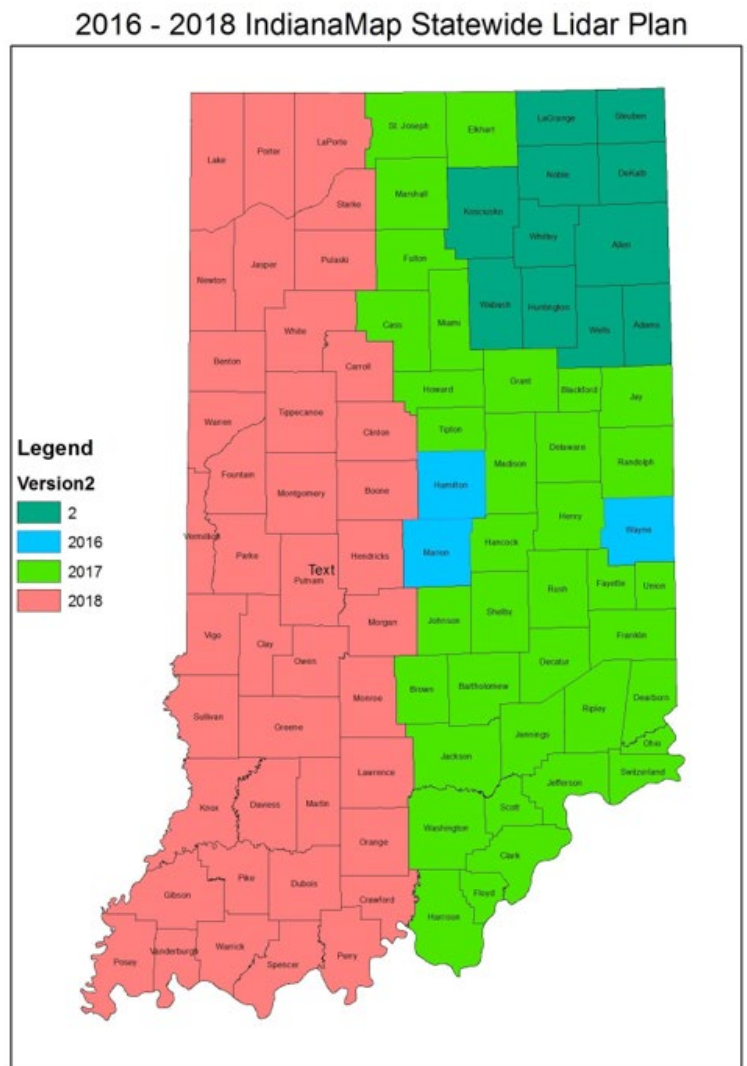 2016 - 2018 IndianaMap Statewide Lidar Plan
LaGrange
Steuben
St. Joseph
Elkhart
LaPorte
Porter
Lake
Noble
DeKalb
Marshall
Starke
Kosciusko
Whitley
Allen
Fulton
Pulaski
Jasper
Newton
Wabash
Huntington
Miami
Cass
White
Wells
Adams
Benton
Carroll
Grant
Howard
Blackford
Jay
Tippecanoe
Warren
Clinton
Tipton
Madison
Delaware
Randolph
Legend
Version2
2
2016
2017
2018
Fountain
Montgomery
Boone
Hamilton
Henry
Wayne
Vermillion
Parke
Text
Putnam
Hendricks
Marion
Hancock
Rush
Fayette
Union
Vigo
Clay
Owen
Morgan
Johnson
Shelby
Franklin
Decatur
Sullivan
Greene
Monroe
Brown
Bartholomew
Jennings
Ripley
Dearborn
Ohio
Switzerland
Jefferson
Jackson
Lawrence
Knox
Daviess
Martin
Orange
Washington
Scott
Clark
Gibson
Pike
Dubois
Crawford
Harrison
Floyd
Posey
Vanderburgh
Warrick
Spencer
Perry